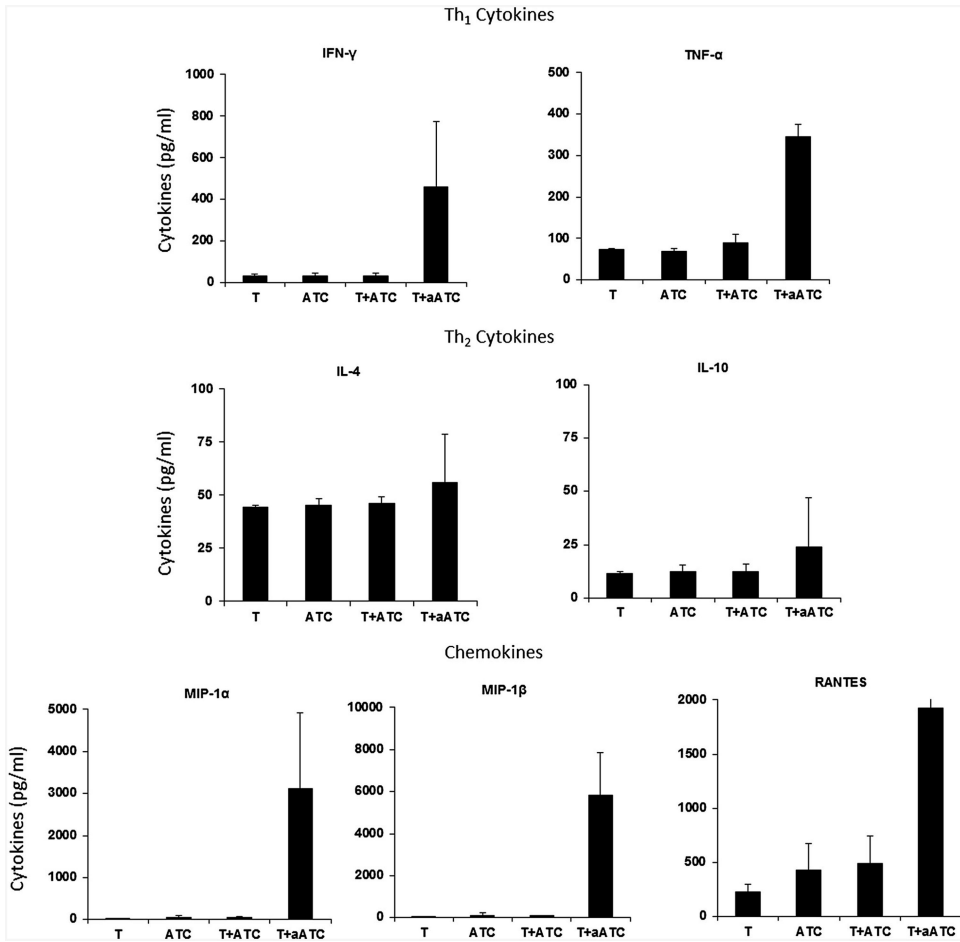 Th₁ Cytokines
IFN-γ
Cytokines (pg/ml)
1000
800
600
400
200
0
T ATC T+ATC T+aATC
TNF-α
500
400
300
200
100
0
T ATC T+ATC T+aATC
Th₂ Cytokines
IL-4
Cytokines (pg/ml)
100
75
50
25
0
T ATC T+ATC T+aATC
IL-10
100
75
50
25
0
T ATC T+ATC T+aATC
Chemokines
MIP-1α
Cytokines (pg/ml)
5000
4000
3000
2000
1000
0
T ATC T+ATC T+aATC
MIP-1β
10000
8000
6000
4000
2000
0
T ATC T+ATC T+aATC
RANTES
2000
1500
1000
500
0
T ATC T+ATC T+aATC